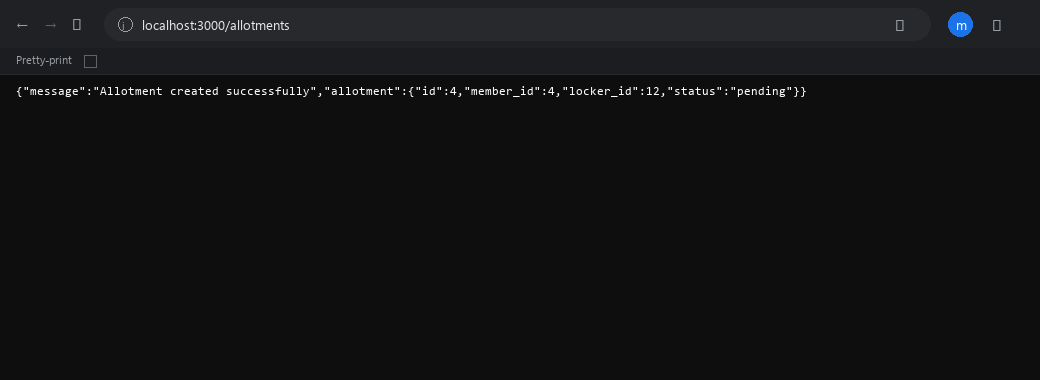 localhost:3000/allotments
m
Pretty-print
{"message":"Allotment created successfully","allotment":{"id":4,"member_id":4,"locker_id":12,"status":"pending"}}